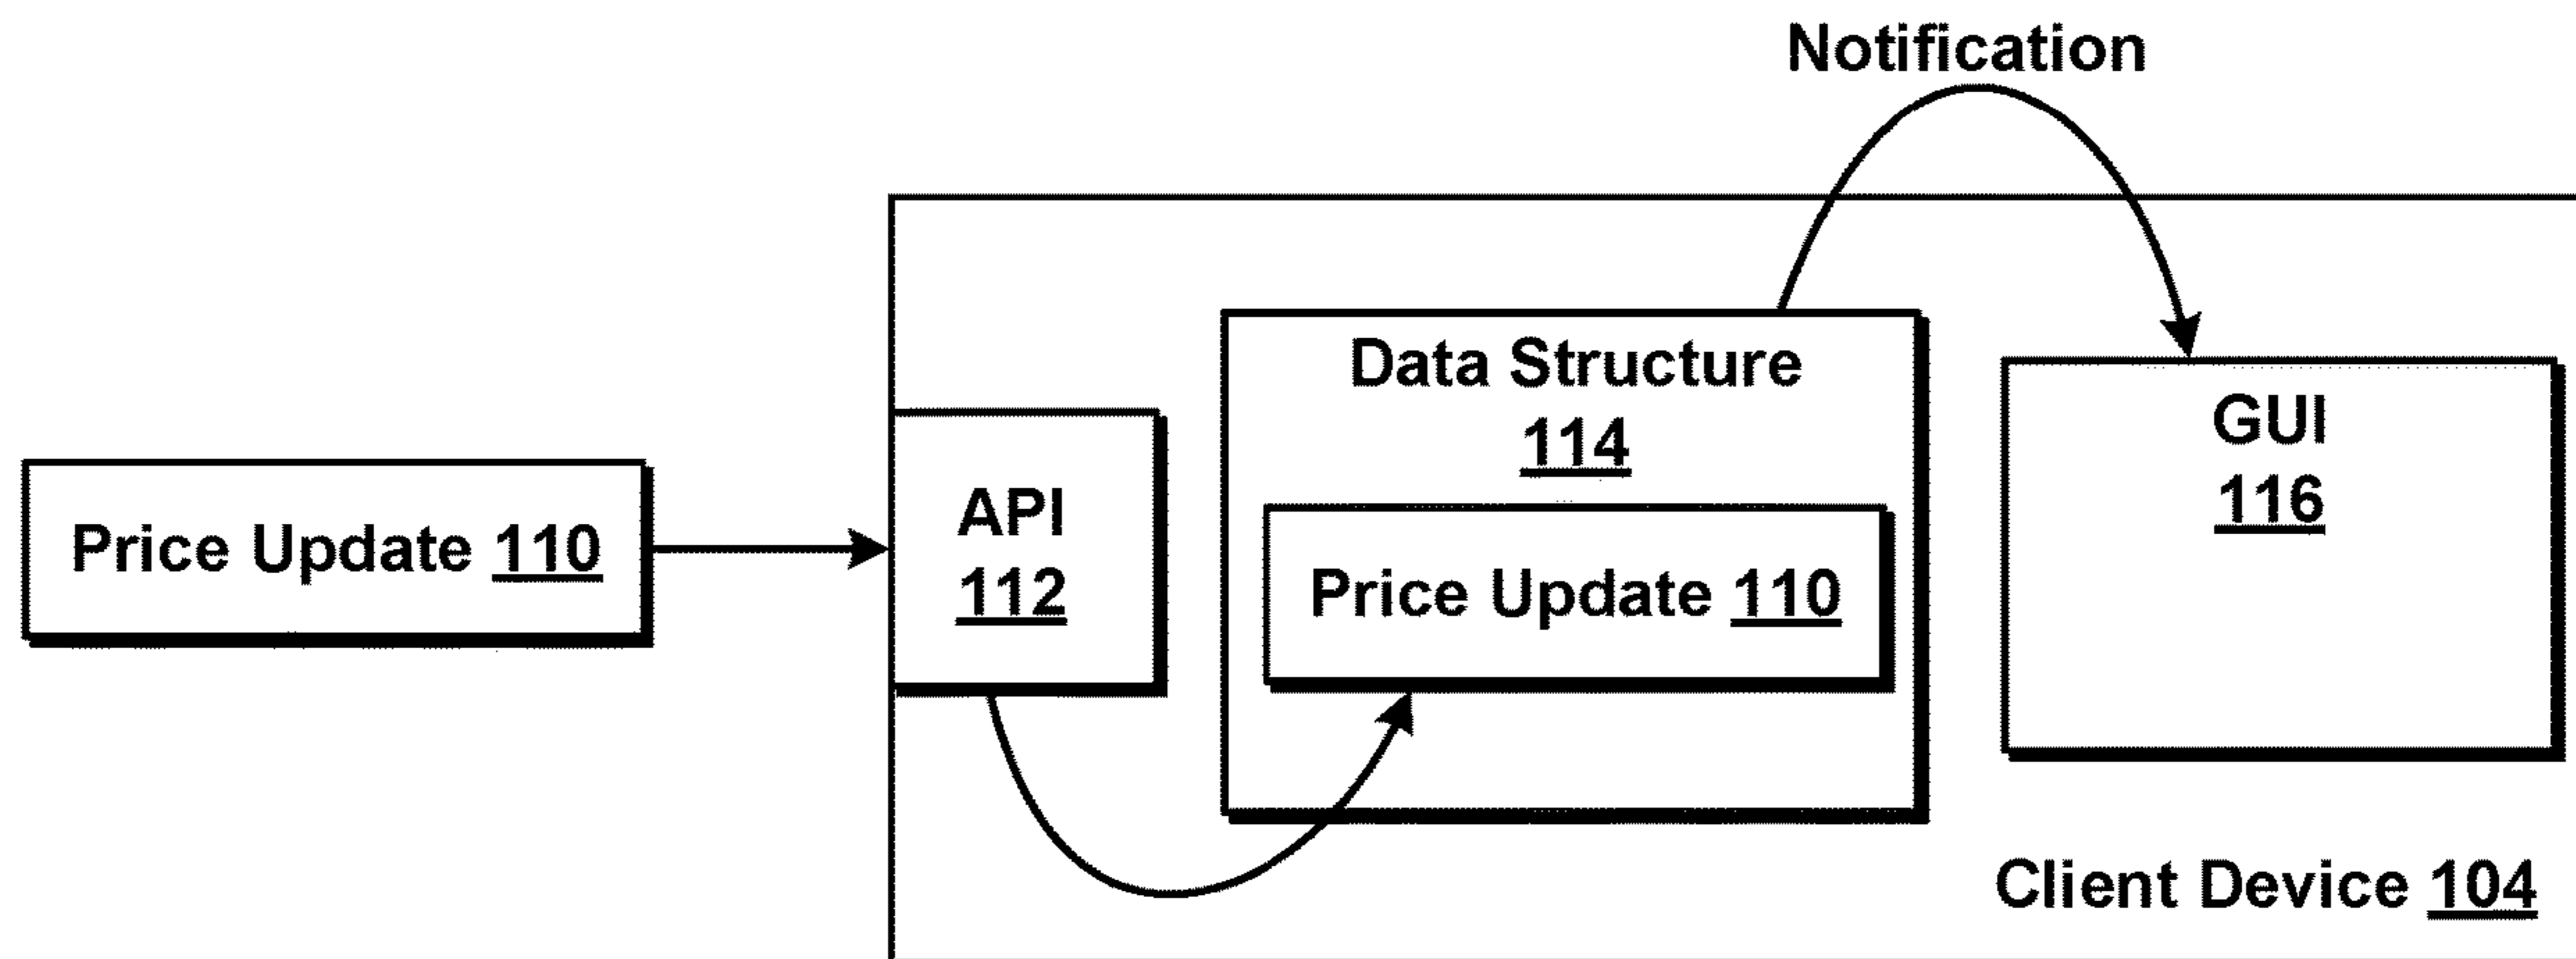 Notification
Data Structure
114
GUI
116
API
112
Price Update 110
Price Update 110
Client Device 104